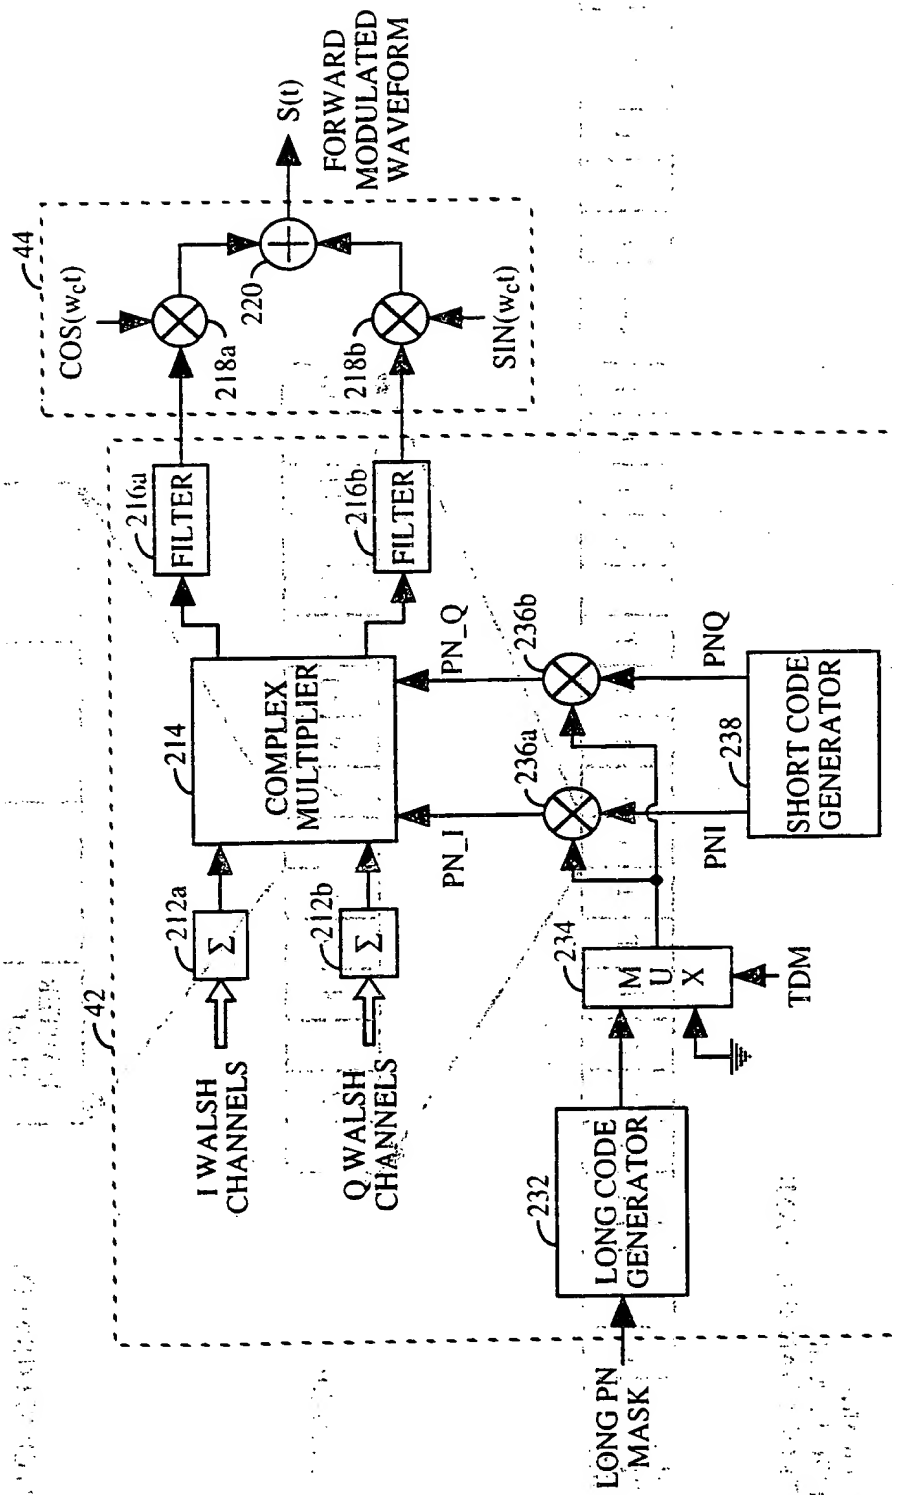 44
COS(wct)
218a
220
S(t)
FORWARD
MODULATED
WAVEFORM
218b
SIN(wct)
42
216a
FILTER
216b
FILTER
214
COMPLEX
MULTIPLIER
212a
Σ
I WALSH
CHANNELS
212b
Σ
Q WALSH
CHANNELS
PN_I
PN_Q
236a
236b
PNI
PNQ
238
SHORT CODE
GENERATOR
234
M
U
X
TDM
232
LONG CODE
GENERATOR
LONG PN
MASK